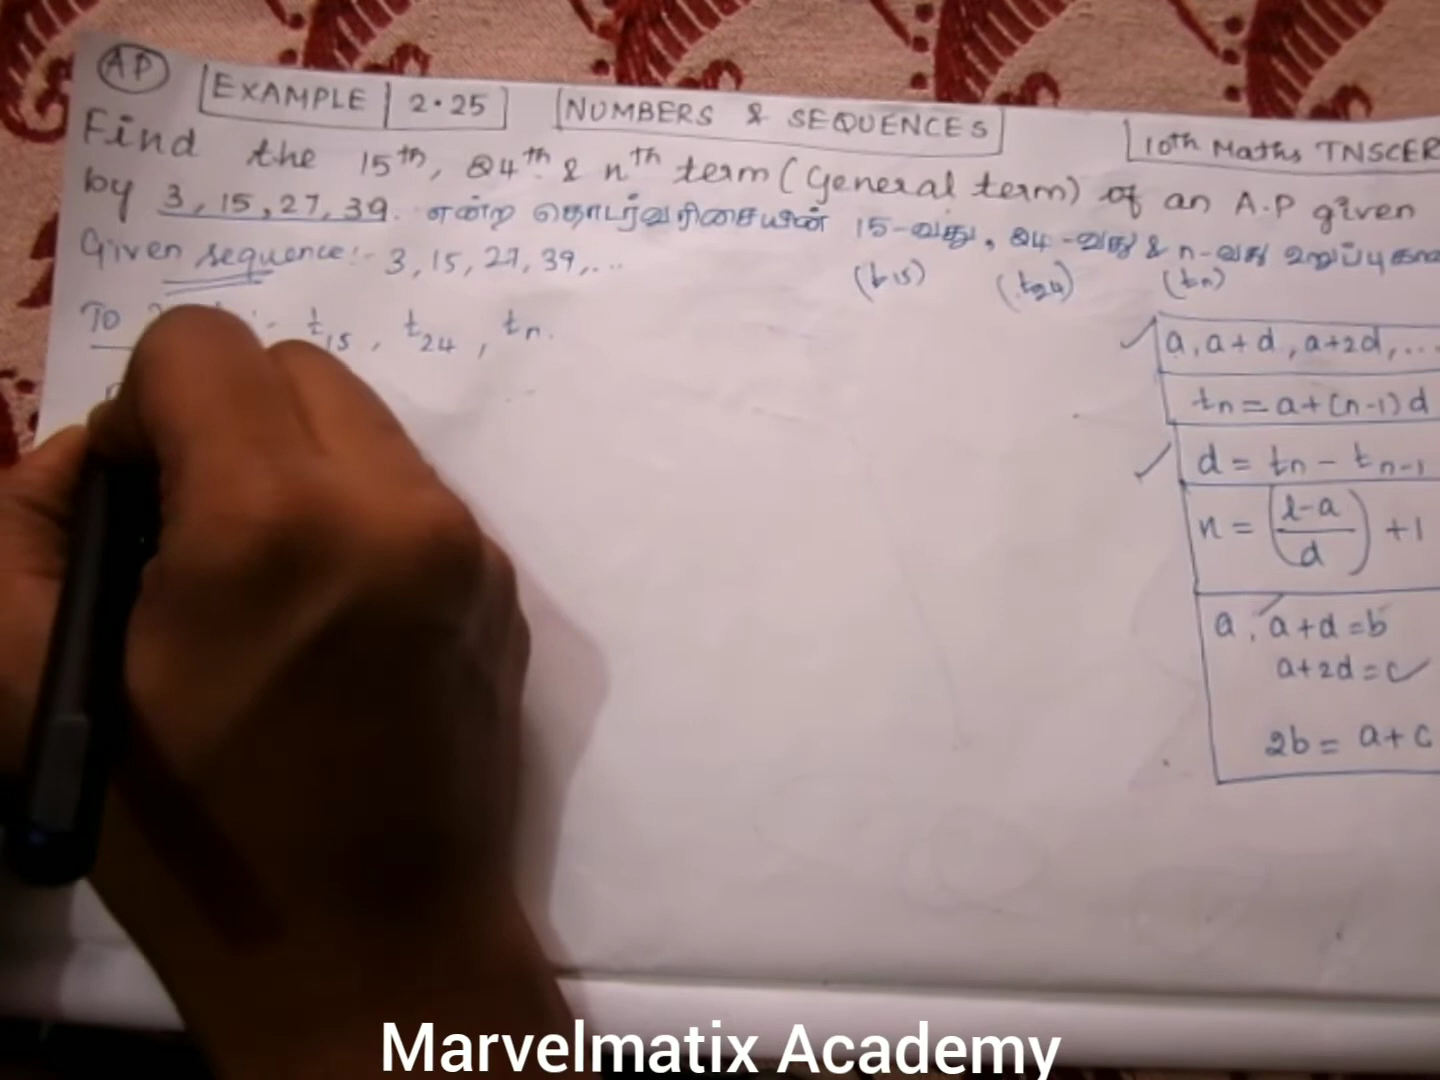 AP EXAMPLE 2.25 NUMBERS & SEQUENCES 10th Maths TNSCER
Find the 15th, 24th & nth term (General term) of an A.P given
by 3, 15, 27, 39. என்ற தொடர்வரிசையின் 15-வது, 24-வது & n-வது உறுப்பு
(t15) (t24) (tn)
Given sequence:- 3, 15, 27, 39, ...
To :- t15, t24, tn.
a, a+d, a+2d, ...
tn = a+(n-1)d
d = tn - tn-1
n = (l-a/d) + 1
a, a+d = b
a+2d = c
2b = a+c
Marvelmatix Academy